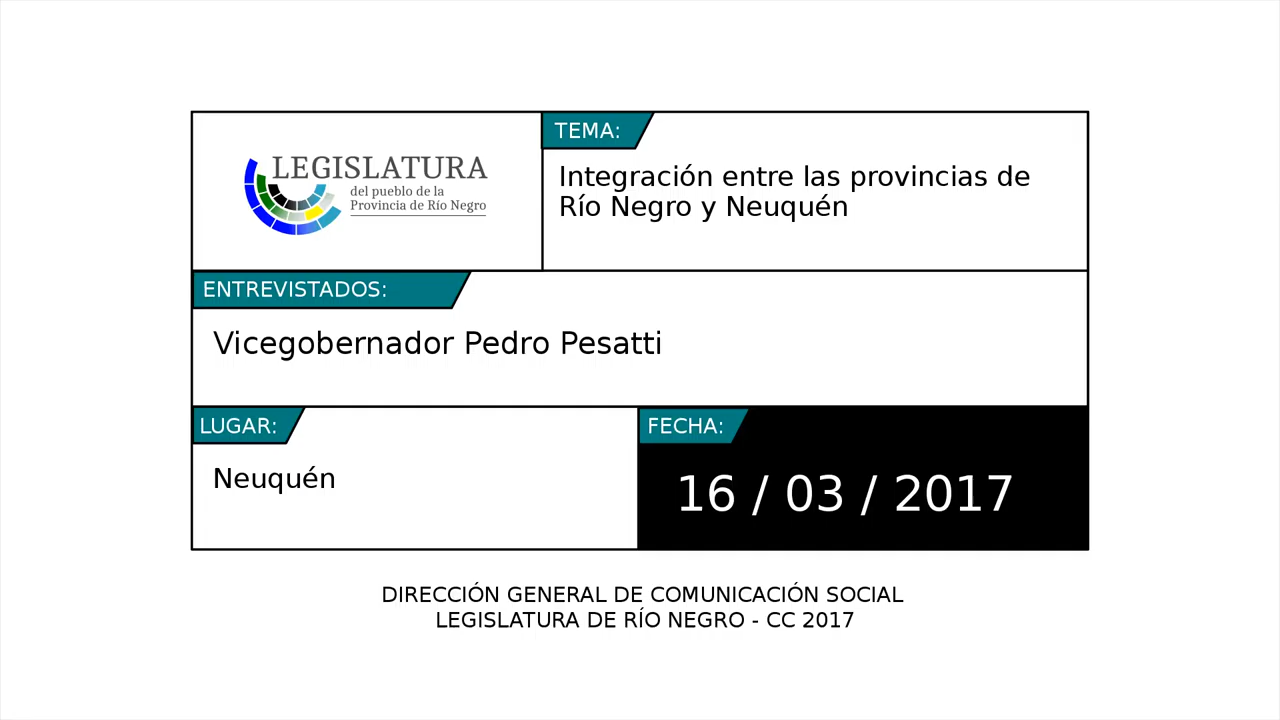 LEGISLATURA
del pueblo de la
Provincia de Río Negro
TEMA:
Integración entre las provincias de
Río Negro y Neuquén
ENTREVISTADOS:
Vicegobernador Pedro Pesatti
LUGAR:
Neuquén
FECHA:
16 / 03 / 2017
DIRECCIÓN GENERAL DE COMUNICACIÓN SOCIAL
LEGISLATURA DE RÍO NEGRO - CC 2017